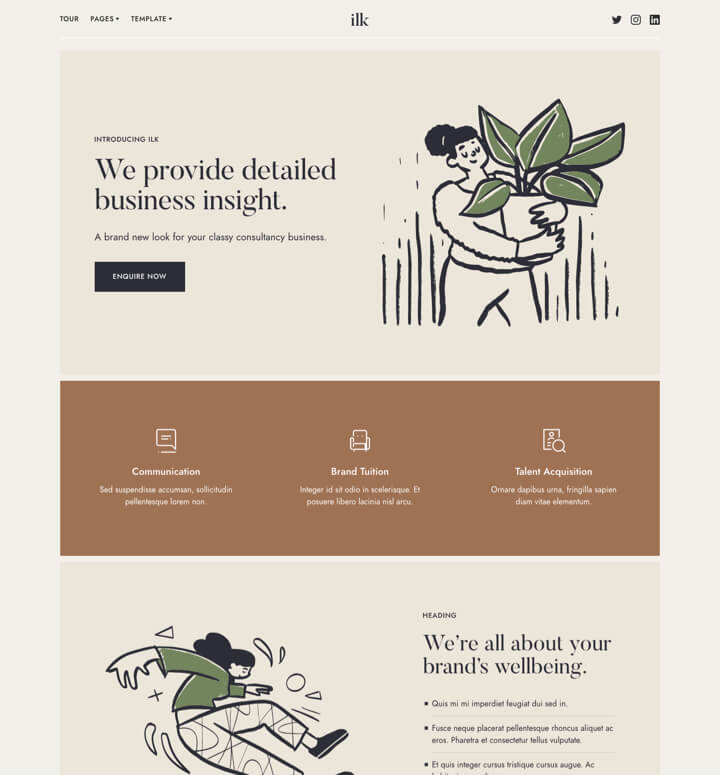 TOUR PAGES TEMPLATE
ilk
INTRODUCING ILK
We provide detailed
business insight.
A brand new look for your classy consultancy business.
ENQUIRE NOW
Communication
Sed suspendisse accumsan, sollicitudin
pellentesque lorem non.
Brand Tuition
Integer id sit odio in scelerisque. Et
posuere libero lacinia nisl arcu.
Talent Acquisition
Ornare dapibus urna, fringilla sapien
diam vitae elementum.
HEADING
We’re all about your
brand’s wellbeing.
Quis mi mi imperdiet feugiat dui sed in.
Fusce neque placerat pellentesque rhoncus aliquet ac
eros. Pharetra et consectetur tellus vulputate.
Et quis integer cursus tristique cursus augue. Ac